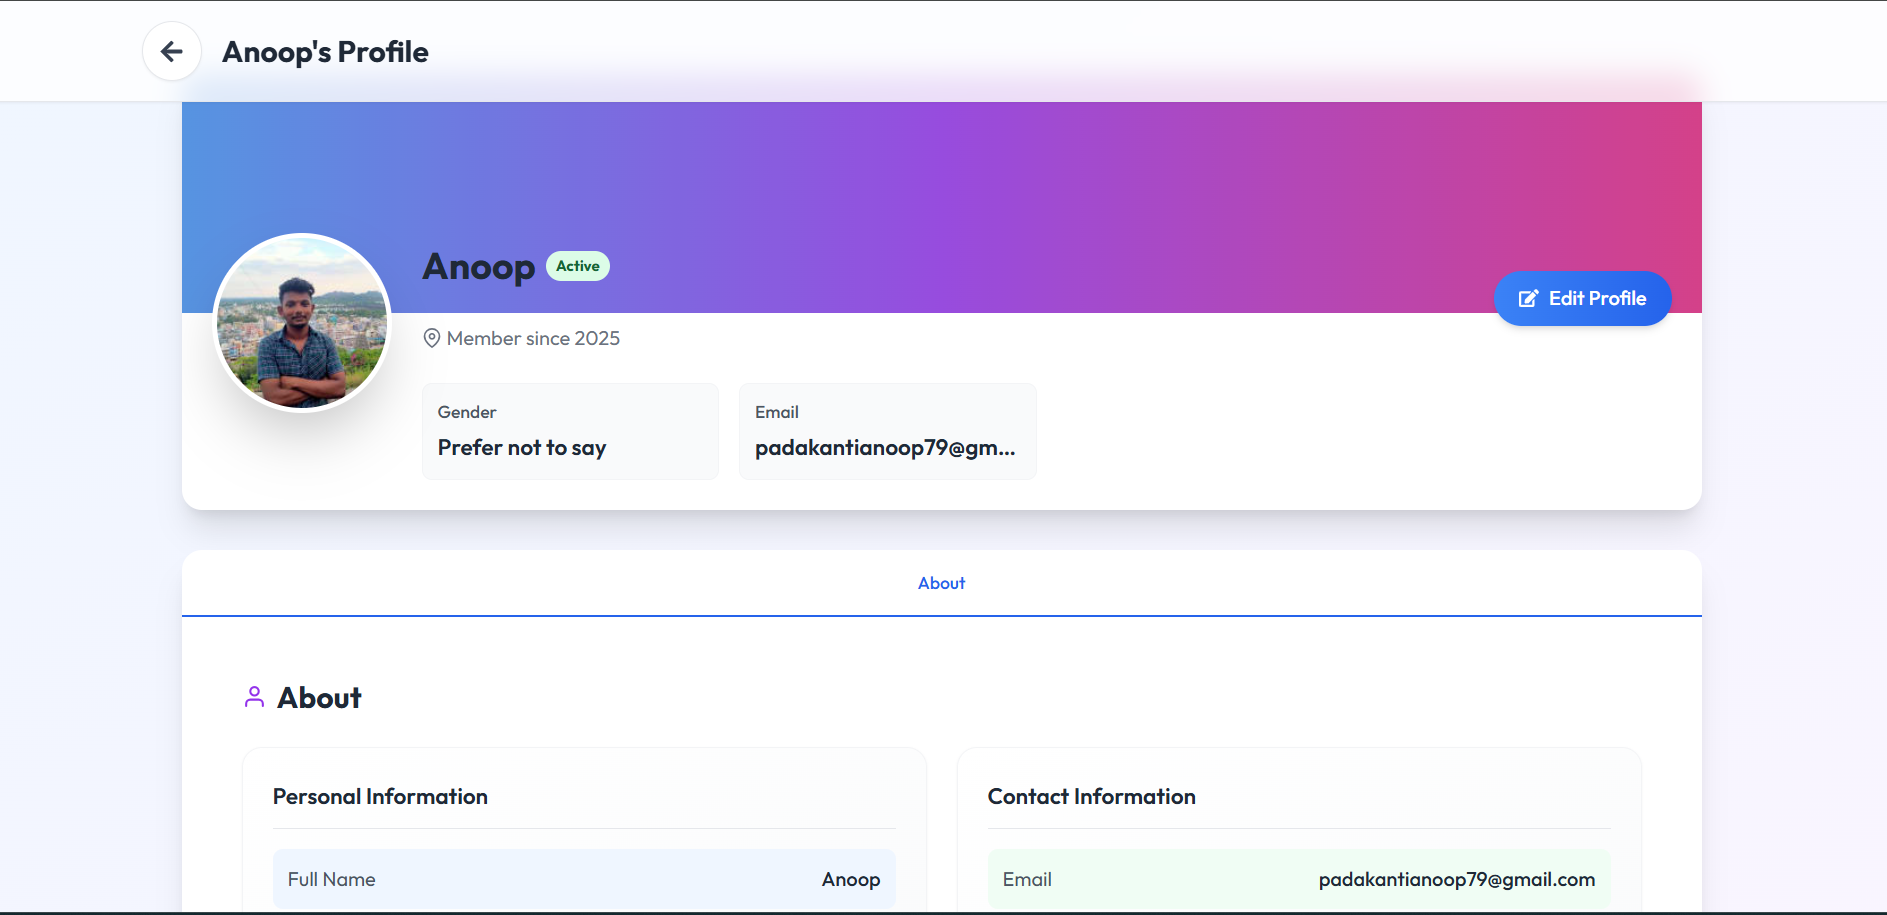 Anoop's Profile
Anoop Active
Edit Profile
Member since 2025
Gender
Prefer not to say
Email
padakantianoop79@gm...
About
About
Personal Information
Full Name Anoop
Contact Information
Email padakantianoop79@gmail.com